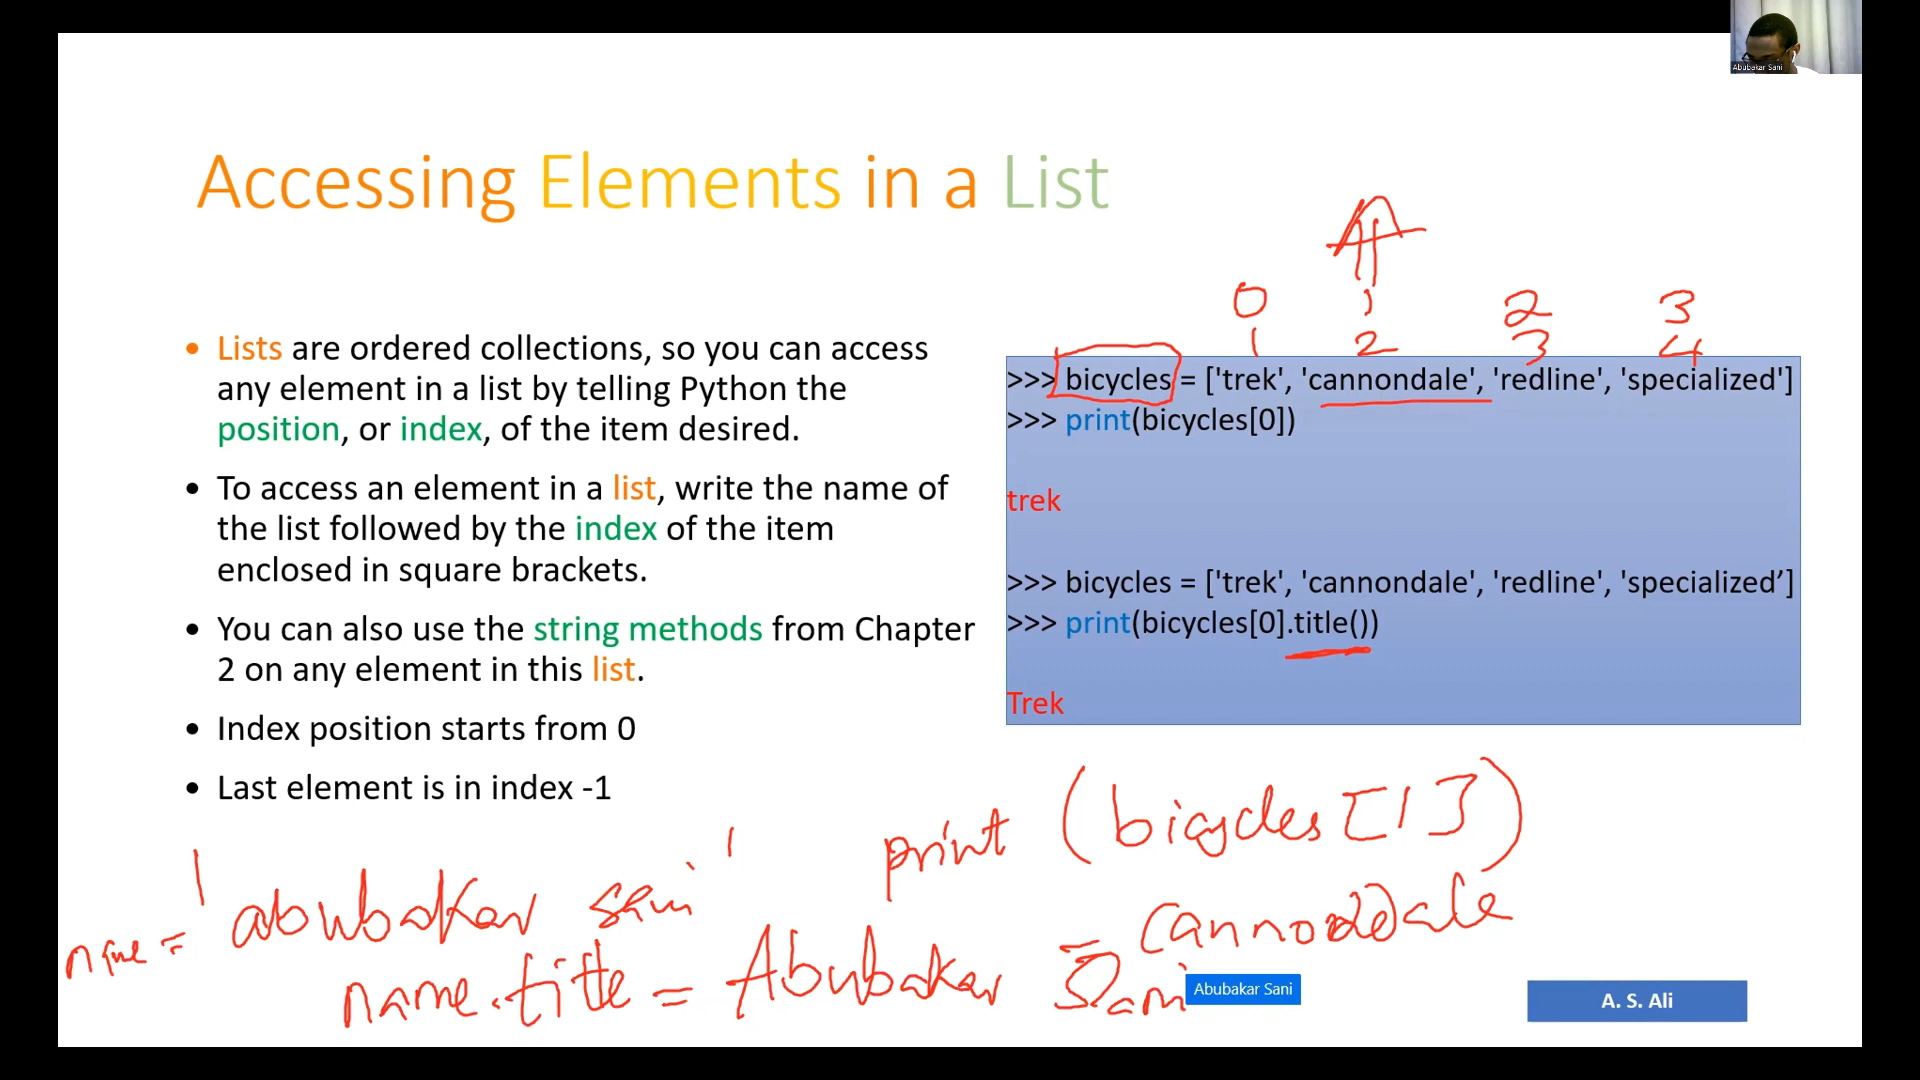 Abubakar Sani
Accessing Elements in a List
0 1 2 3
1 2 3 4
• Lists are ordered collections, so you can access
any element in a list by telling Python the
position, or index, of the item desired.
• To access an element in a list, write the name of
the list followed by the index of the item
enclosed in square brackets.
• You can also use the string methods from Chapter
2 on any element in this list.
• Index position starts from 0
• Last element is in index -1
>>> bicycles = ['trek', 'cannondale', 'redline', 'specialized']
>>> print(bicycles[0])
trek
>>> bicycles = ['trek', 'cannondale', 'redline', 'specialized’]
>>> print(bicycles[0].title())
Trek
print (bicycles[1])
name = 'abubakar sani'
name.title = Abubakar Sani
Abubakar Sani
A. S. Ali